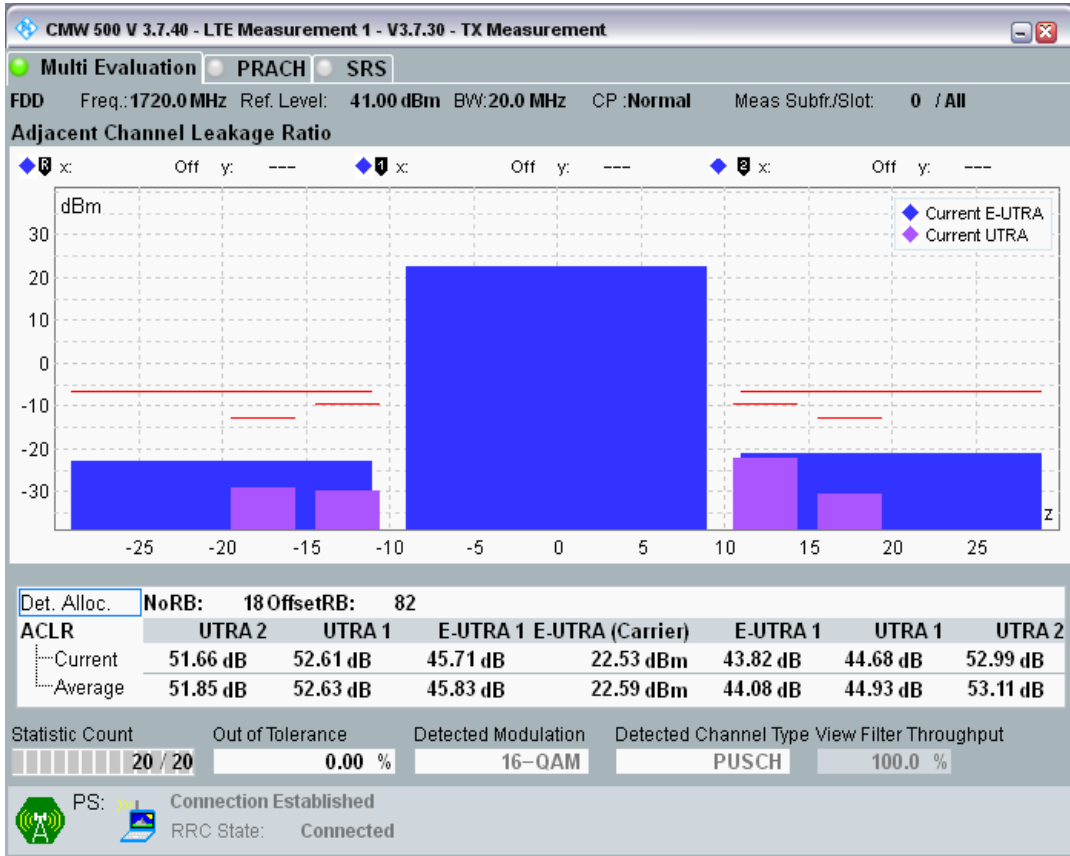 CMW 500 V 3.7.40 - LTE Measurement 1 - V3.7.30 - TX Measurement
Multi Evaluation PRACH SRS
FDD Freq.:1720.0 MHz Ref. Level: 41.00 dBm BW:20.0 MHz CP :Normal Meas Subfr./Slot: 0 / All
Adjacent Channel Leakage Ratio
R x: Off y: --- 1 x: Off y: --- 2 x: Off y: ---
dBm
Current E-UTRA
Current UTRA
30
20
10
0
-10
-20
-30
z
-25 -20 -15 -10 -5 0 5 10 15 20 25
Det. Alloc. NoRB: 18 OffsetRB: 82
ACLR UTRA 2 UTRA 1 E-UTRA 1 E-UTRA (Carrier) E-UTRA 1 UTRA 1 UTRA 2
Current 51.66 dB 52.61 dB 45.71 dB 22.53 dBm 43.82 dB 44.68 dB 52.99 dB
Average 51.85 dB 52.63 dB 45.83 dB 22.59 dBm 44.08 dB 44.93 dB 53.11 dB
Statistic Count Out of Tolerance Detected Modulation Detected Channel Type View Filter Throughput
20 / 20 0.00 % 16-QAM PUSCH 100.0 %
PS: Connection Established
RRC State: Connected